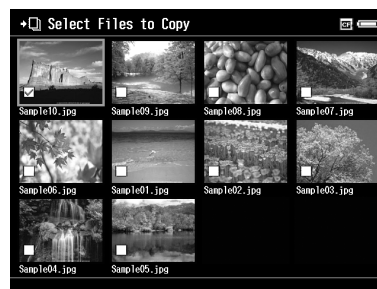 Select Files to Copy
CF
Sample10.jpg Sample09.jpg Sample08.jpg Sample07.jpg
Sample06.jpg Sample01.jpg Sample02.jpg Sample03.jpg
Sample04.jpg Sample05.jpg